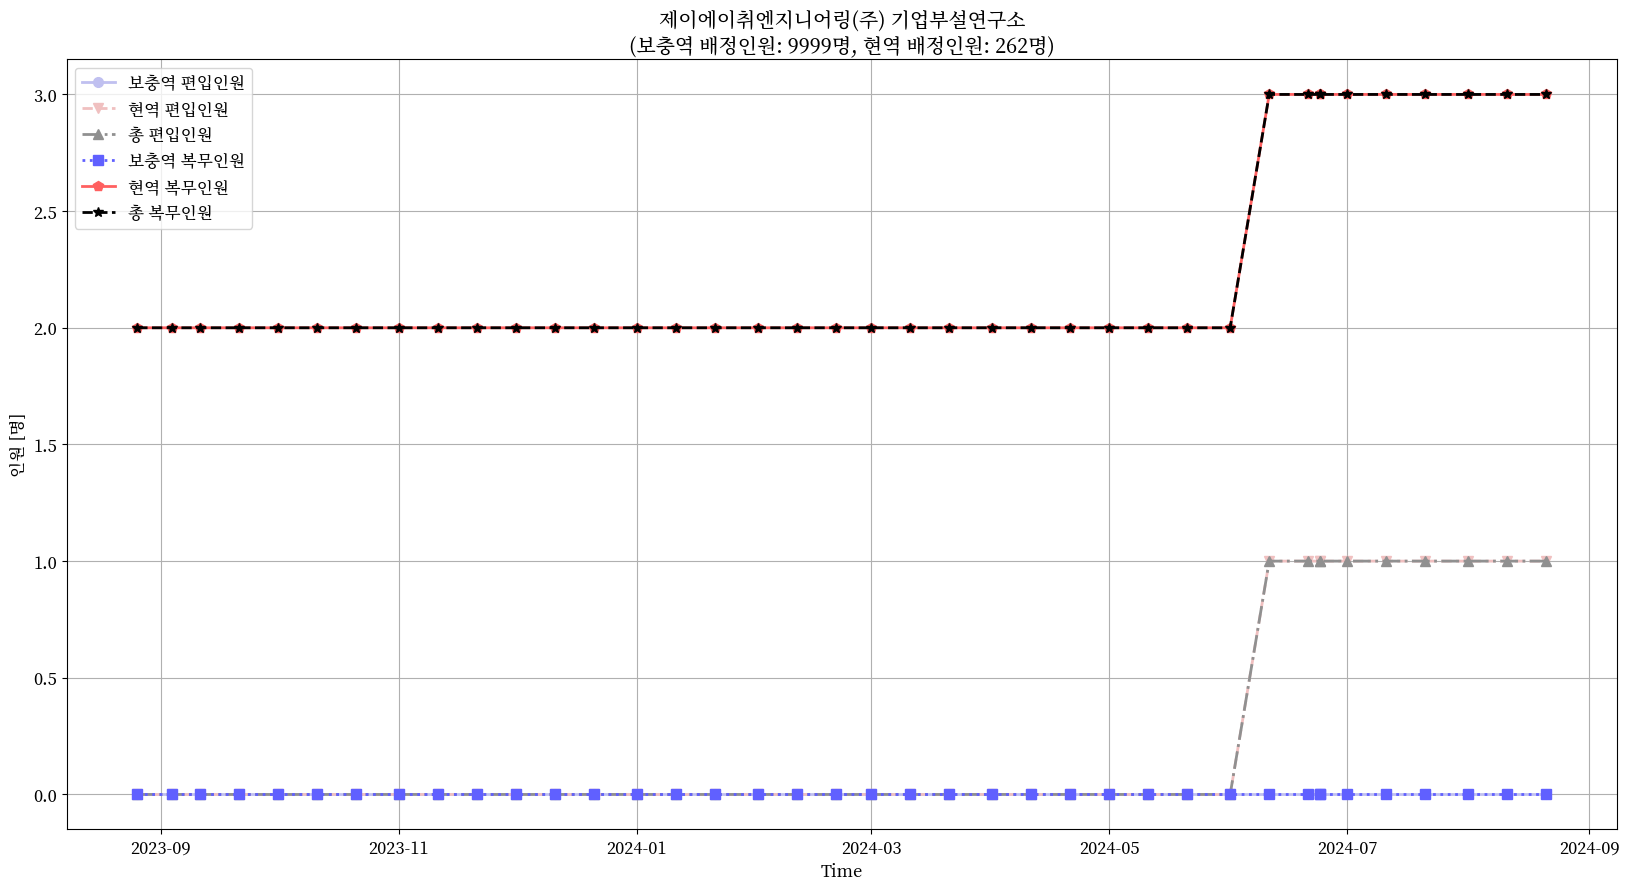 제이에이취엔지니어링(주) 기업부설연구소
(보충역 배정인원: 9999명, 현역 배정인원: 262명)
보충역 편입인원
현역 편입인원
총 편입인원
보충역 복무인원
현역 복무인원
총 복무인원
인원 [명]
3.0
2.5
2.0
1.5
1.0
0.5
0.0
2023-09
2023-11
2024-01
2024-03
2024-05
2024-07
2024-09
Time